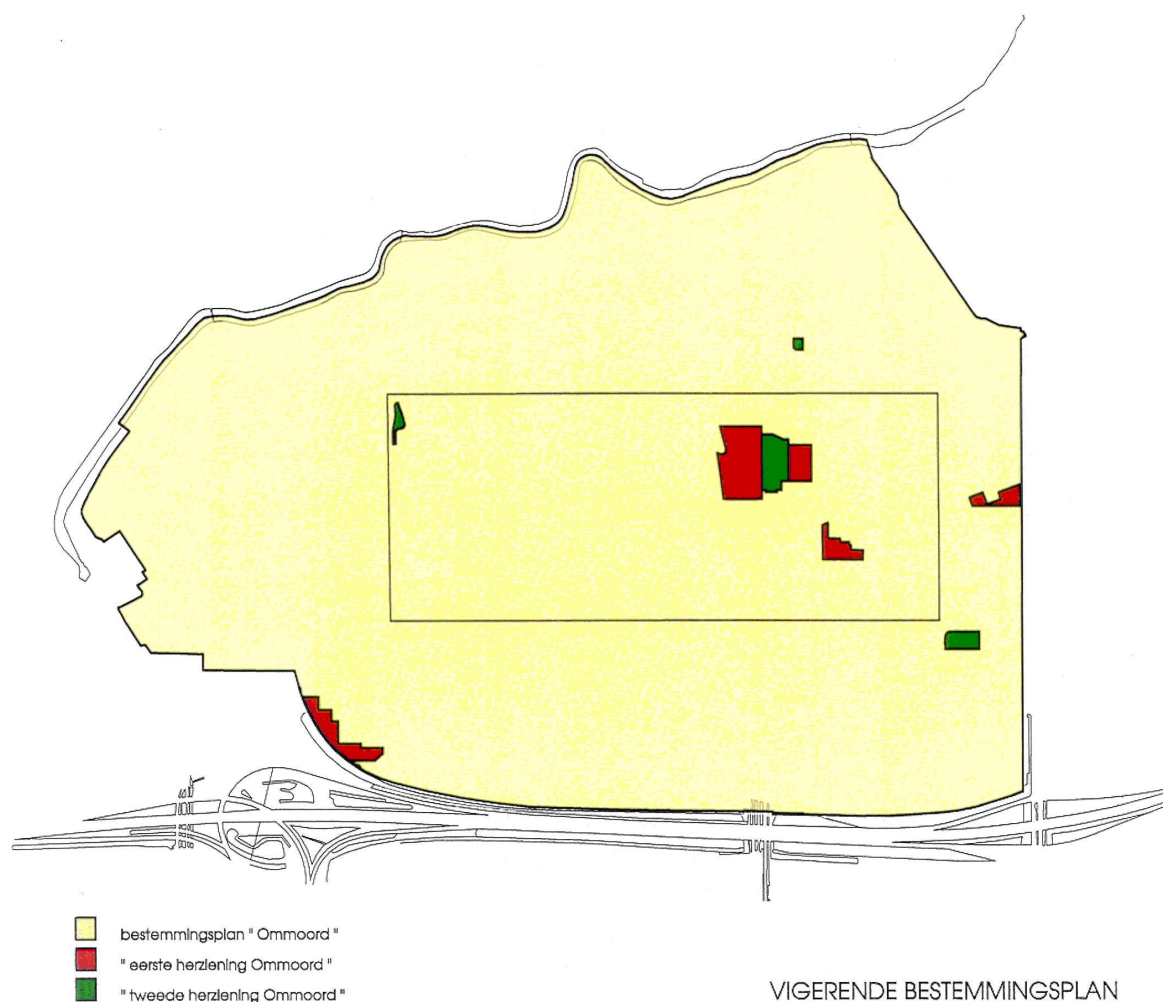 bestemmingsplan " Ommoord "
" eerste herziening Ommoord "
" tweede herziening Ommoord "
VIGERENDE BESTEMMINGSPLAN